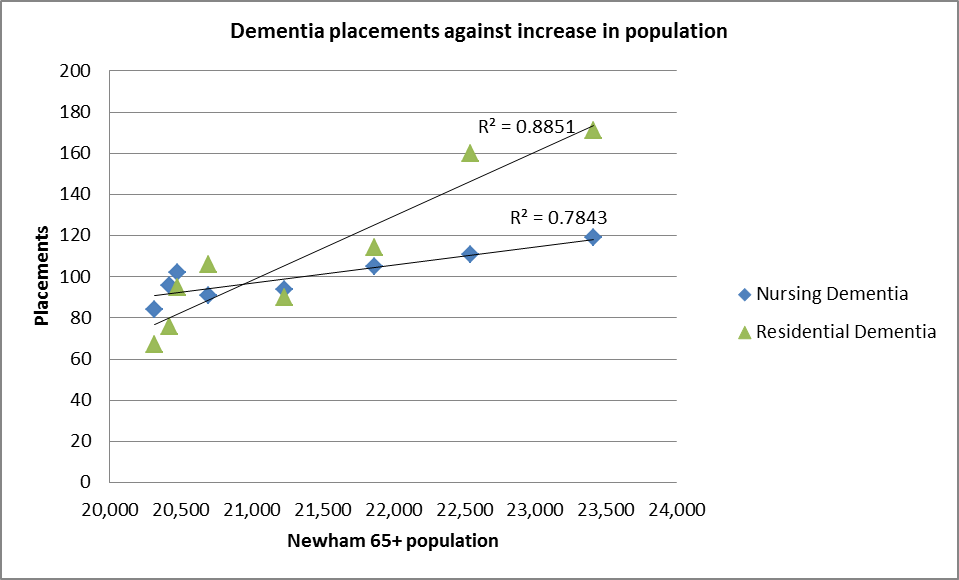 Dementia placements against increase in population
200
180
160
140
120
100
80
60
40
20
0
Placements
R² = 0.8851
R² = 0.7843
Nursing Dementia
Residential Dementia
20,000 20,500 21,000 21,500 22,000 22,500 23,000 23,500 24,000
Newham 65+ population